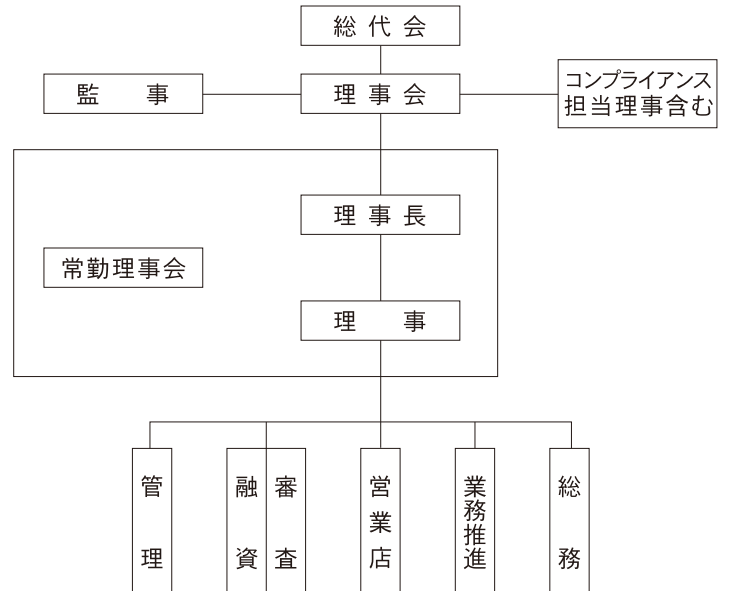 総代会
監事
理事会
コンプライアンス
担当理事含む
理事長
常勤理事会
理事
管理
融資
審査
営業店
業務推進
総務